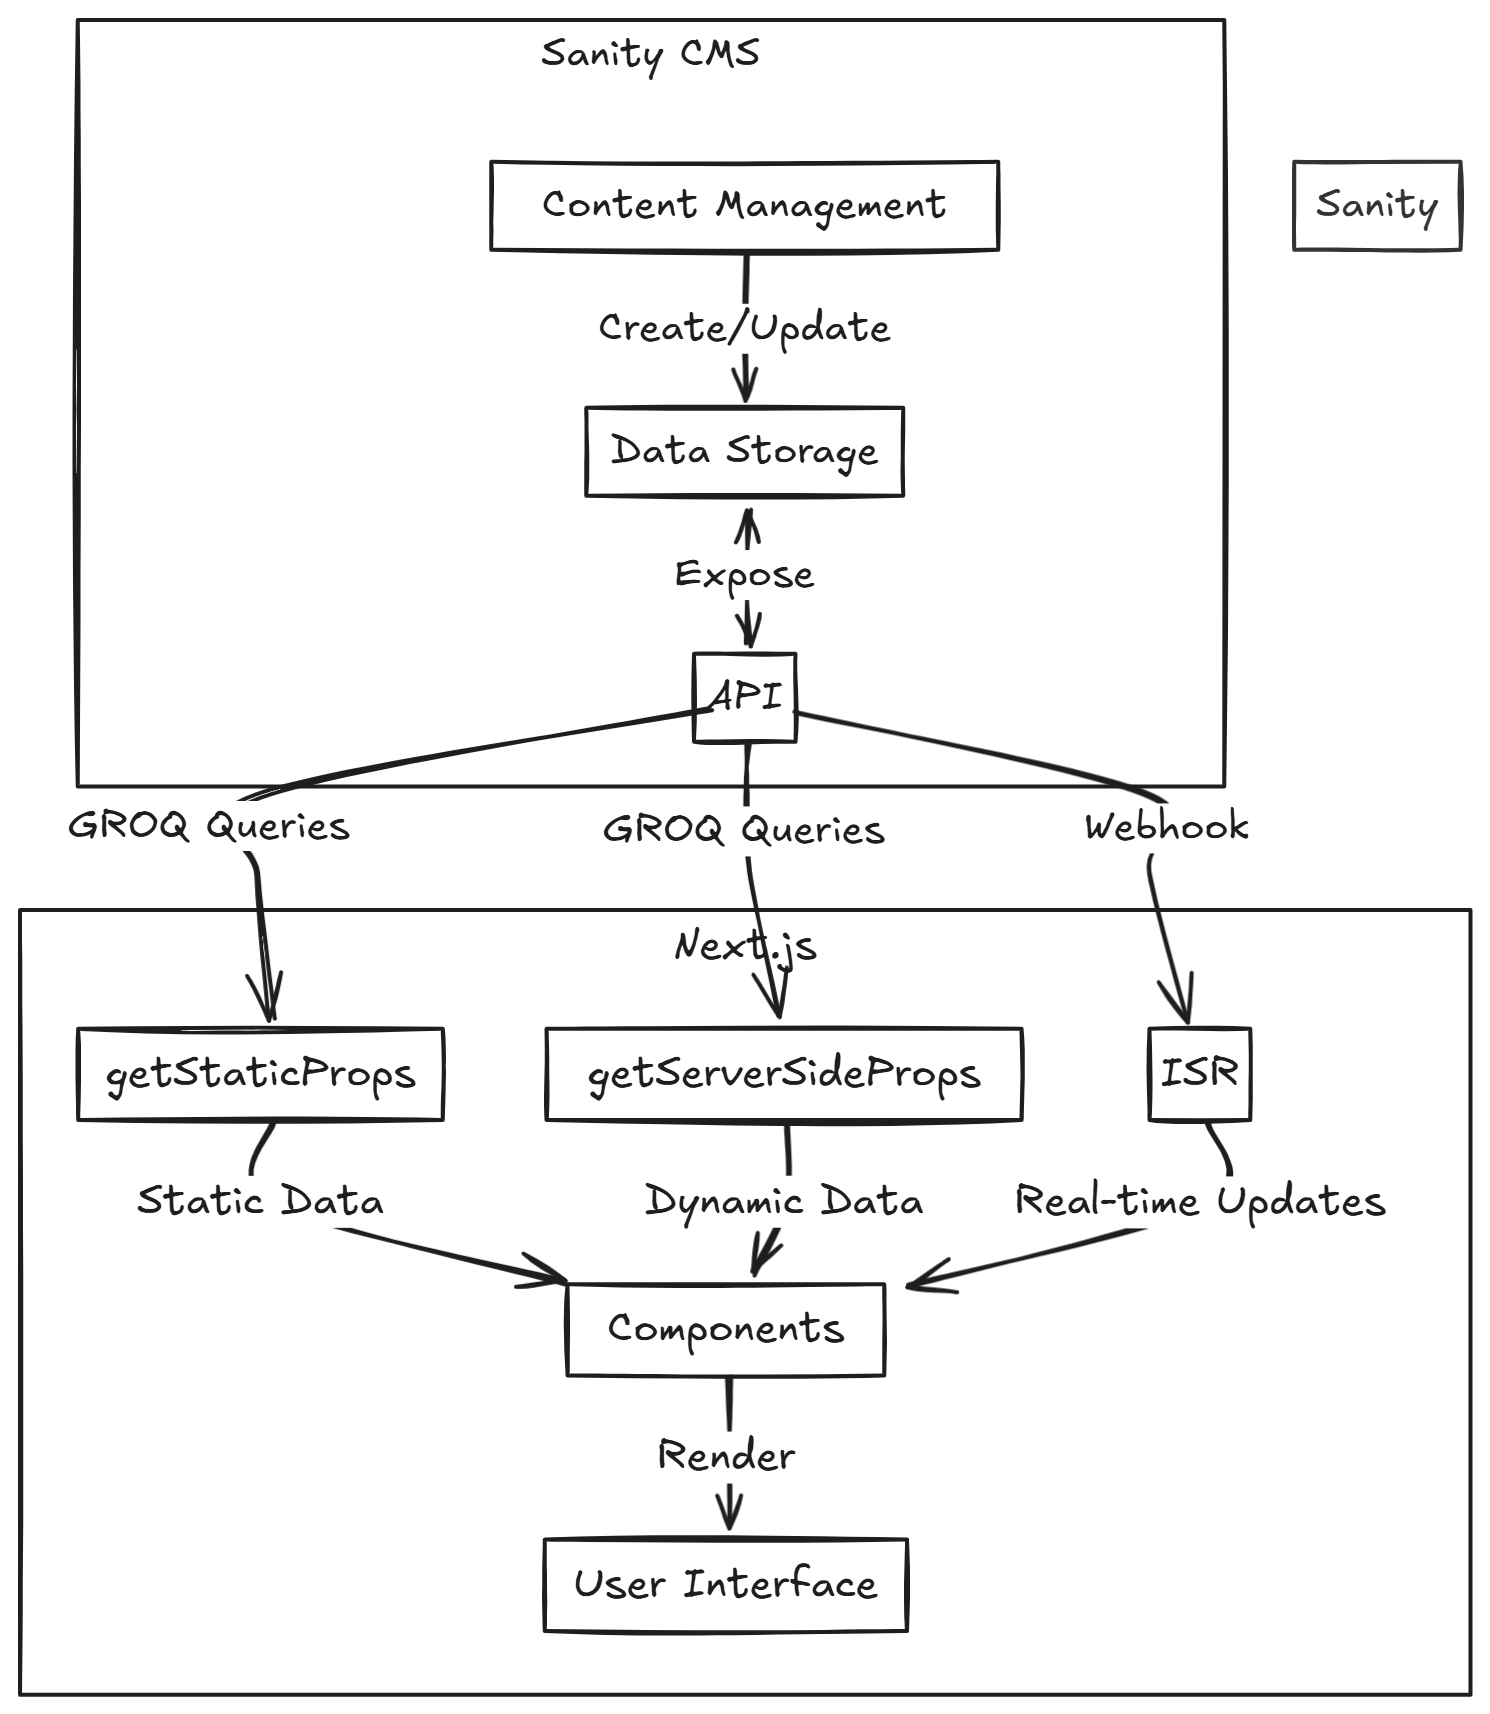 Sanity CMS
Content Management
Sanity
Create/Update
Data Storage
Expose
API
GROQ Queries
GROQ Queries
Webhook
Next.js
getStaticProps
getServerSideProps
ISR
Static Data
Dynamic Data
Real-time Updates
Components
Render
User Interface